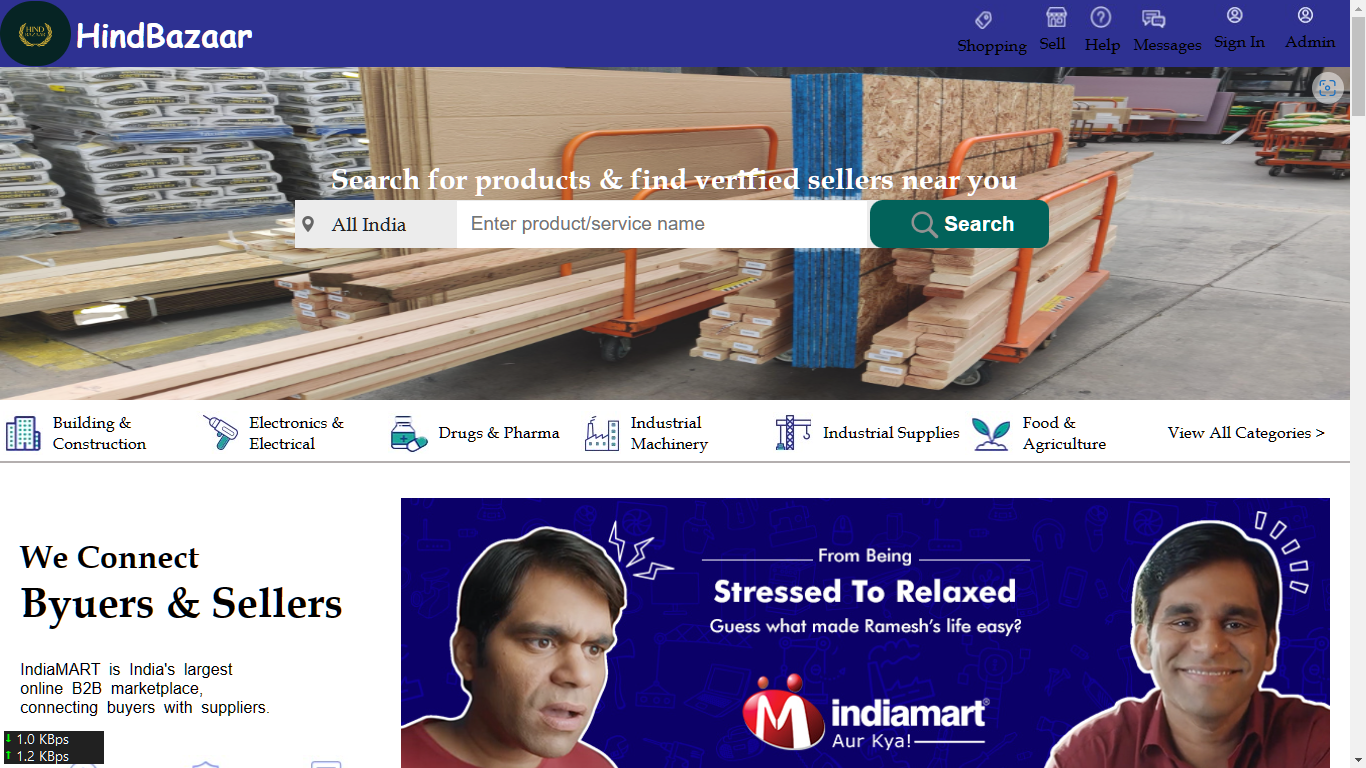 HIND
BAZAAR
HindBazaar
Shopping
Sell
Help
Messages
Sign In
Admin
Search for products & find verified sellers near you
All India
Enter product/service name
Search
Building &
Construction
Electronics &
Electrical
Drugs & Pharma
Industrial
Machinery
Industrial Supplies
Food &
Agriculture
View All Categories >
We Connect
Byuers & Sellers
IndiaMART is India's largest
online B2B marketplace,
connecting buyers with suppliers.
From Being
Stressed To Relaxed
Guess what made Ramesh's life easy?
indiamart®
Aur Kya!
1.0 KBps
1.2 KBps